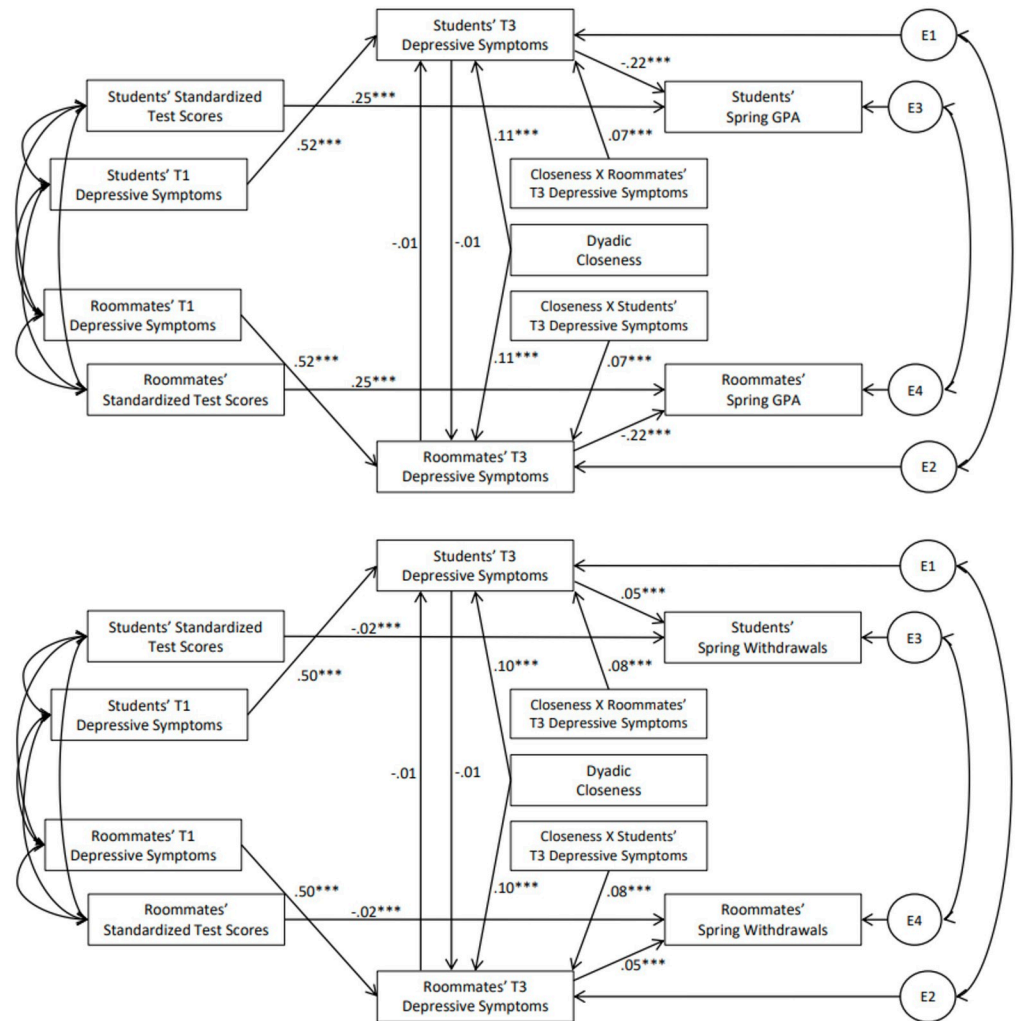 Students’ T3
Depressive Symptoms
E1
-.22***
Students’ Standardized
Test Scores
.25***
Students’
Spring GPA
E3
.52***
.11***
.07***
Students’ T1
Depressive Symptoms
Closeness X Roommates’
T3 Depressive Symptoms
-.01
-.01
Dyadic
Closeness
Roommates’ T1
Depressive Symptoms
Closeness X Students’
T3 Depressive Symptoms
.52***
.11***
.07***
Roommates’
Standardized Test Scores
.25***
Roommates’
Spring GPA
E4
-.22***
Roommates’ T3
Depressive Symptoms
E2
Students’ T3
Depressive Symptoms
E1
.05***
Students’ Standardized
Test Scores
-.02***
Students’
Spring Withdrawals
E3
.50***
.10***
.08***
Students’ T1
Depressive Symptoms
Closeness X Roommates’
T3 Depressive Symptoms
-.01
-.01
Dyadic
Closeness
Roommates’ T1
Depressive Symptoms
Closeness X Students’
T3 Depressive Symptoms
.50***
.10***
.08***
Roommates’
Standardized Test Scores
-.02***
Roommates’
Spring Withdrawals
E4
.05***
Roommates’ T3
Depressive Symptoms
E2